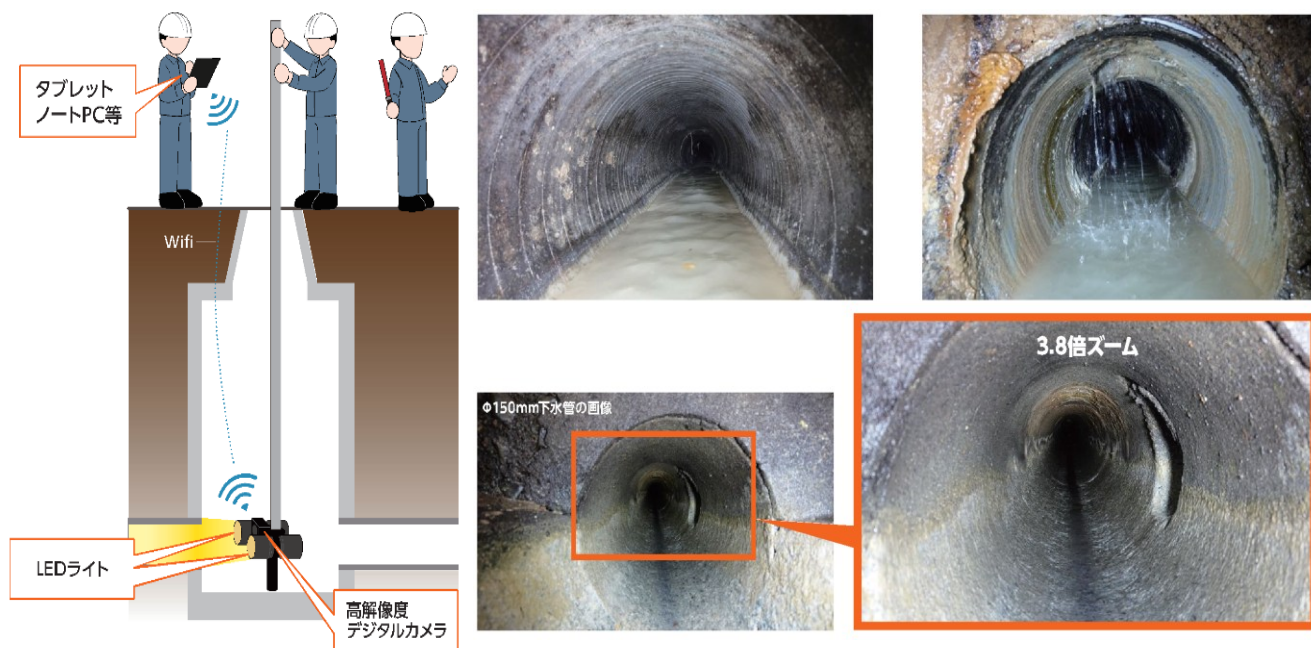 タブレット
ノートPC等
Wifi
LEDライト
高解像度
デジタルカメラ
Φ150mm下水管の画像
3.8倍ズーム